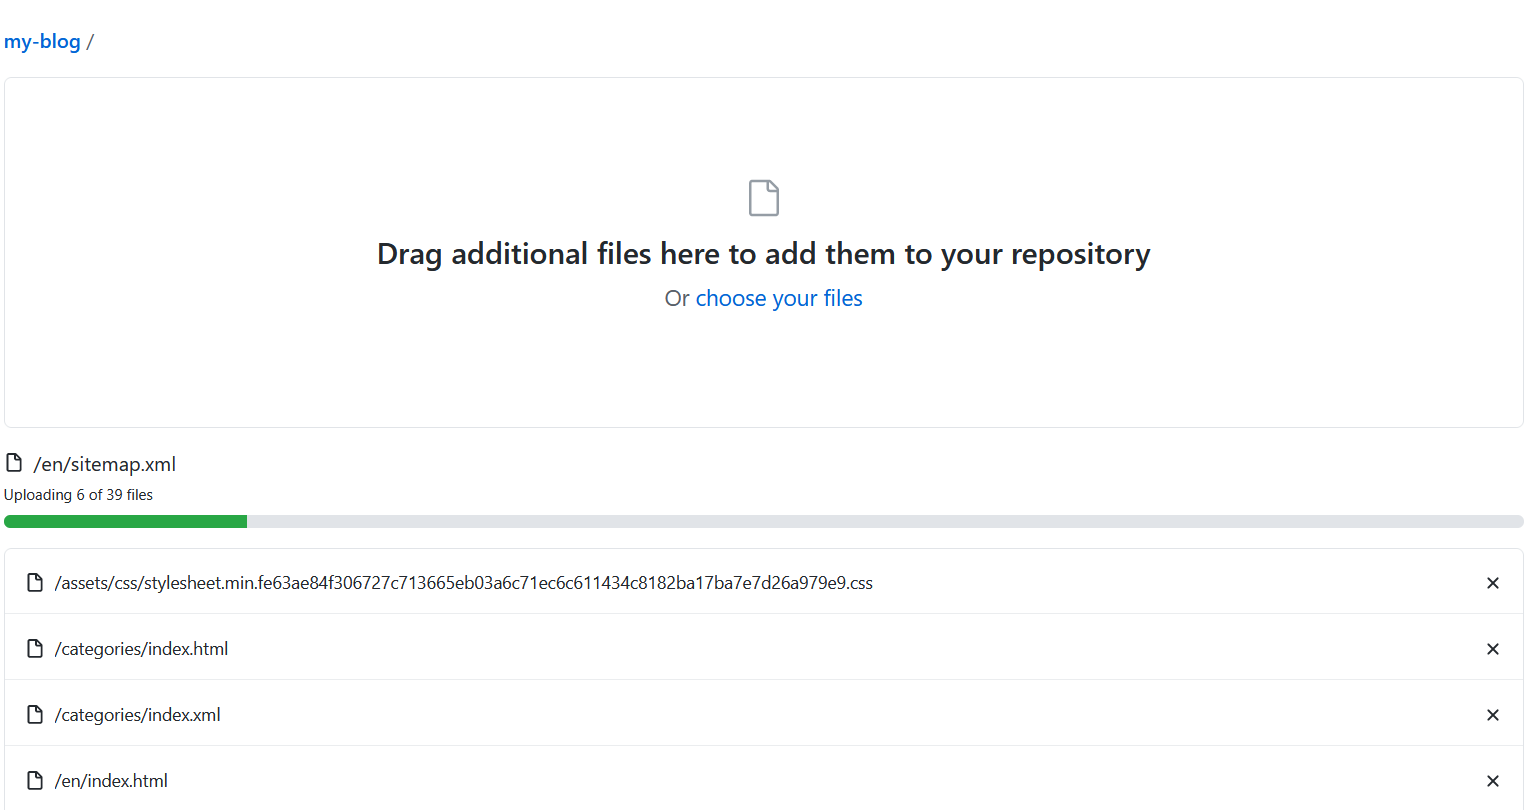 my-blog /
Drag additional files here to add them to your repository
Or choose your files
/en/sitemap.xml
Uploading 6 of 39 files
/assets/css/stylesheet.min.fe63ae84f306727c713665eb03a6c71ec6c611434c8182ba17ba7e7d26a979e9.css
/categories/index.html
/categories/index.xml
/en/index.html